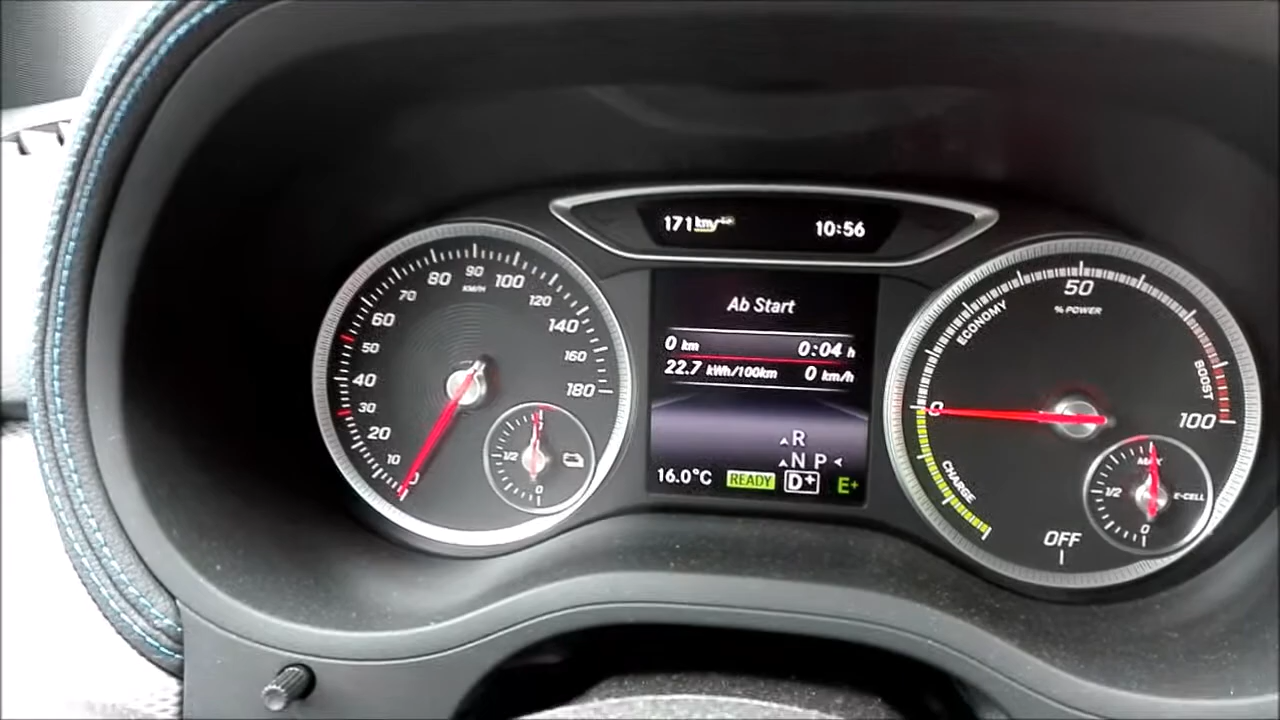 171 km
10:56
Ab Start
0 km 0:04 h
22.7 kWh/100km 0 km/h
R
N P
16.0°C READY D+ E+
0
10
20
30
40
50
60
70
80
90
100
120
140
160
180
KM/H
1
1/2
0
OFF
CHARGE
0
ECONOMY
50
% POWER
BOOST
100
MAX
1/2
E-CELL
0